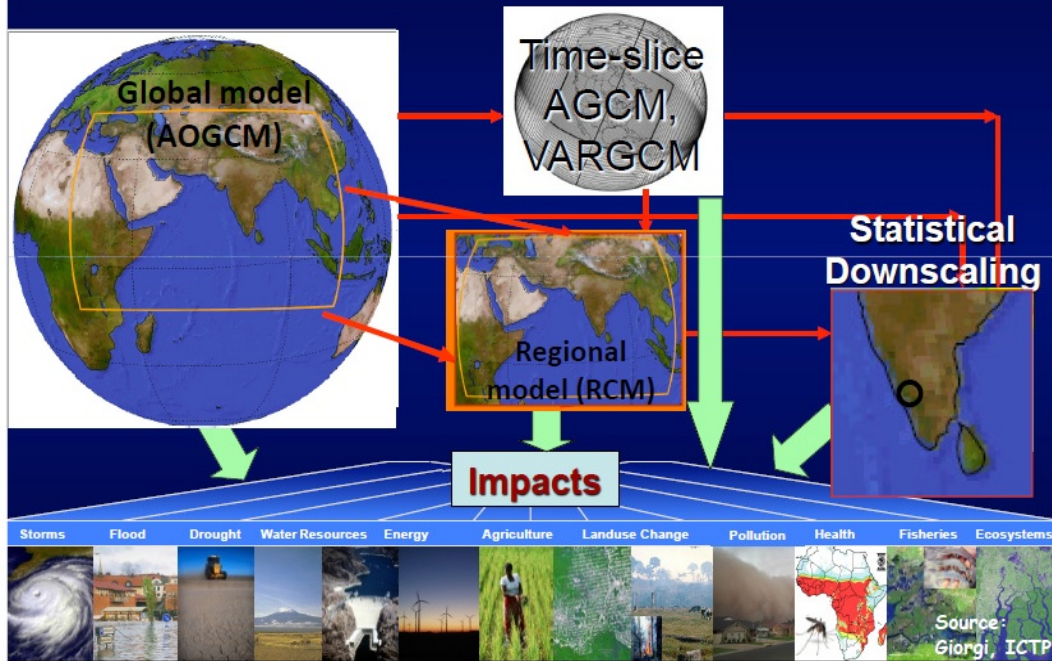 Global model
(AOGCM)
Time-slice
AGCM,
VARGCM
Statistical
Downscaling
Regional
model (RCM)
Impacts
Storms Flood Drought Water Resources Energy Agriculture Landuse Change Pollution Health Fisheries Ecosystems
Source:
Giorgi, ICTP